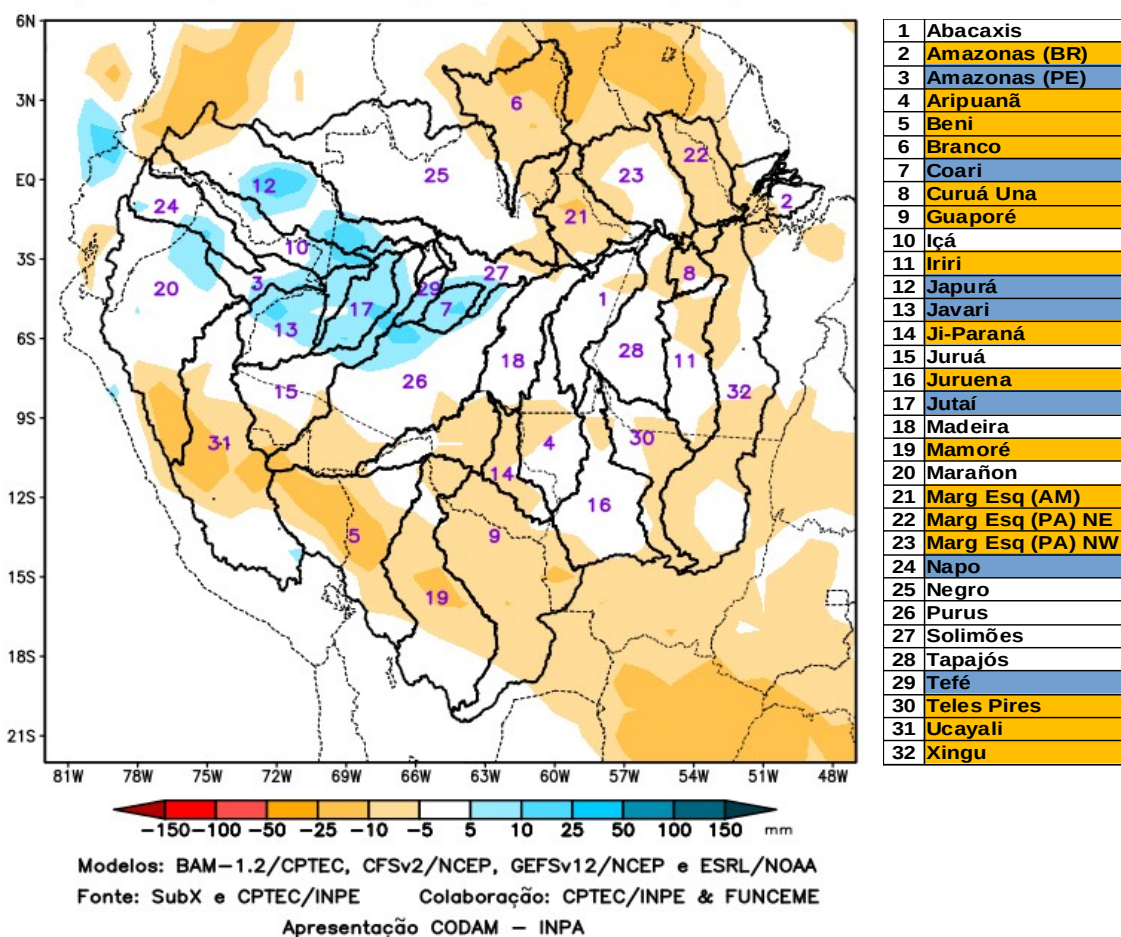 6N
3N
EQ
3S
6S
9S
12S
15S
18S
21S
81W 78W 75W 72W 69W 66W 63W 60W 57W 54W 51W 48W
6
22
25
23
12
2
24
21
10
27
8
3
29
20
1
17
7
13
28
11
18
26
15
32
31
4
30
14
16
5
9
19
-150 -100 -50 -25 -10 -5 5 10 25 50 100 150 mm
Modelos: BAM-1.2/CPTEC, CFSv2/NCEP, GEFSv12/NCEP e ESRL/NOAA
Fonte: SubX e CPTEC/INPE Colaboração: CPTEC/INPE & FUNCEME
Apresentação CODAM - INPA
1 Abacaxis
2 Amazonas (BR)
3 Amazonas (PE)
4 Aripuanã
5 Beni
6 Branco
7 Coari
8 Curuá Una
9 Guaporé
10 Içá
11 Iriri
12 Japurá
13 Javari
14 Ji-Paraná
15 Juruá
16 Juruena
17 Jutaí
18 Madeira
19 Mamoré
20 Marañon
21 Marg Esq (AM)
22 Marg Esq (PA) NE
23 Marg Esq (PA) NW
24 Napo
25 Negro
26 Purus
27 Solimões
28 Tapajós
29 Tefé
30 Teles Pires
31 Ucayali
32 Xingu